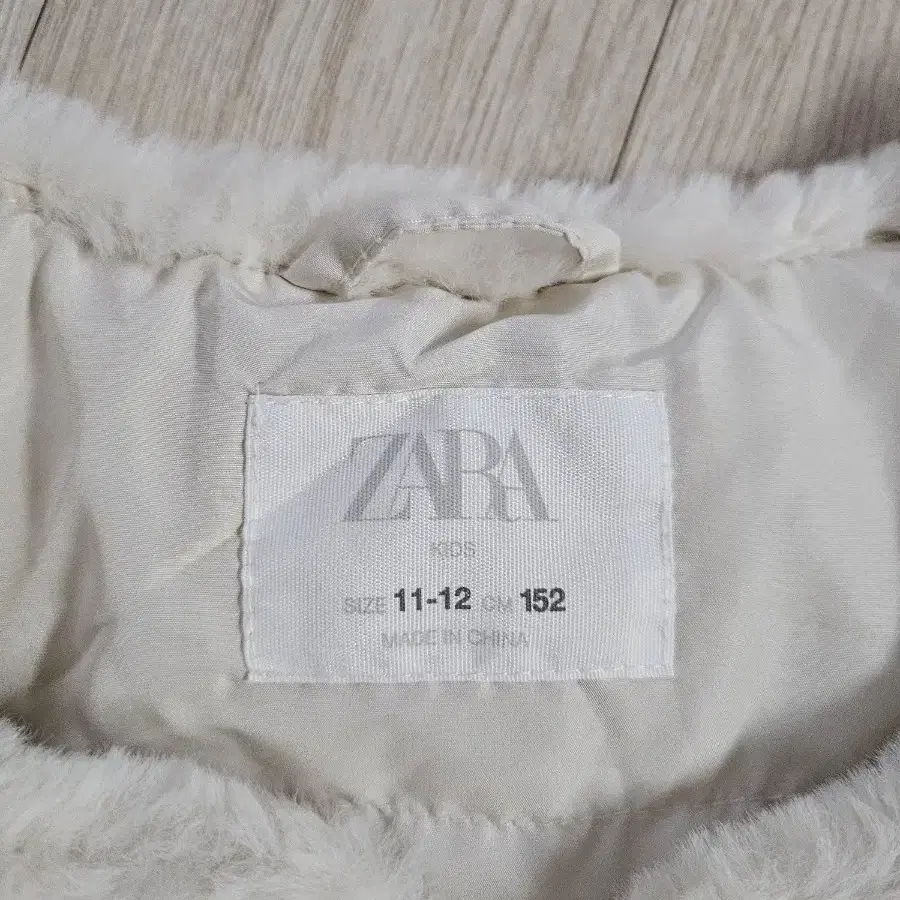 ZARA
KIDS
SIZE 11-12 CM 152
MADE IN CHINA